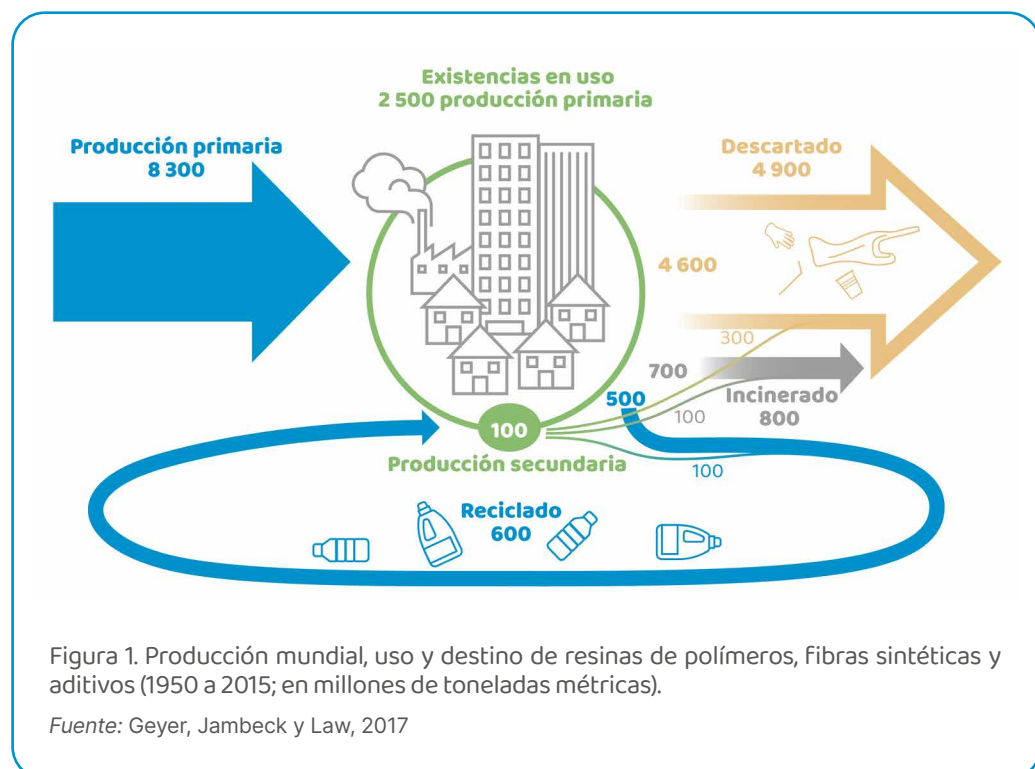 Existencias en uso
2 500 producción primaria
Producción primaria
8 300
Descartado
4 900
4 600
300
700
Incinerado
800
500
100
100
Producción secundaria
100
Reciclado
600
Figura 1. Producción mundial, uso y destino de resinas de polímeros, fibras sintéticas y
aditivos (1950 a 2015; en millones de toneladas métricas).
Fuente: Geyer, Jambeck y Law, 2017